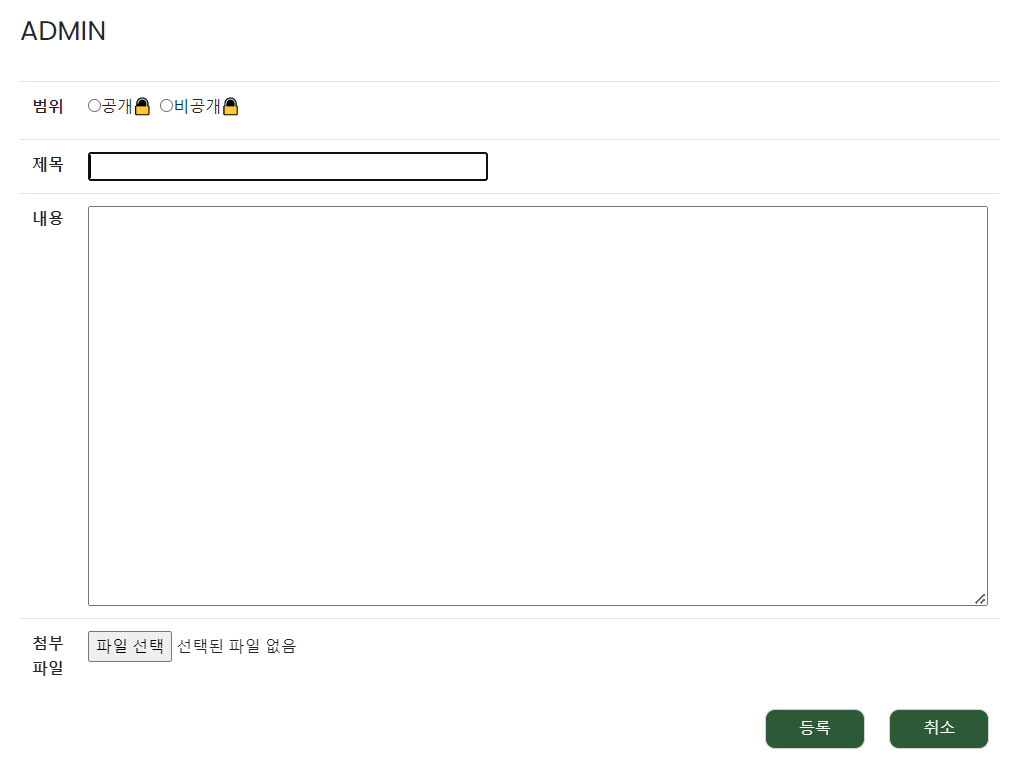 ADMIN
범위 공개🔒 비공개🔒
제목
내용
첨부
파일
파일 선택 선택된 파일 없음
등록 취소